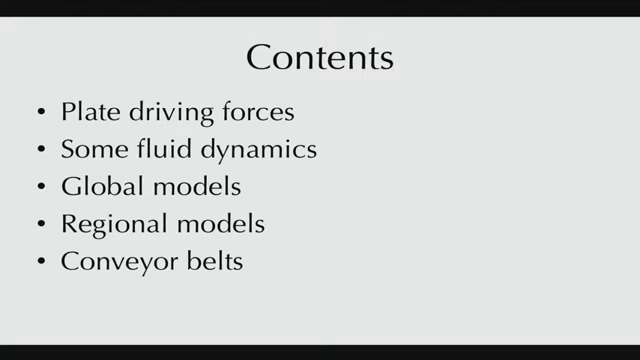 Contents
• Plate driving forces
• Some fluid dynamics
• Global models
• Regional models
• Conveyor belts